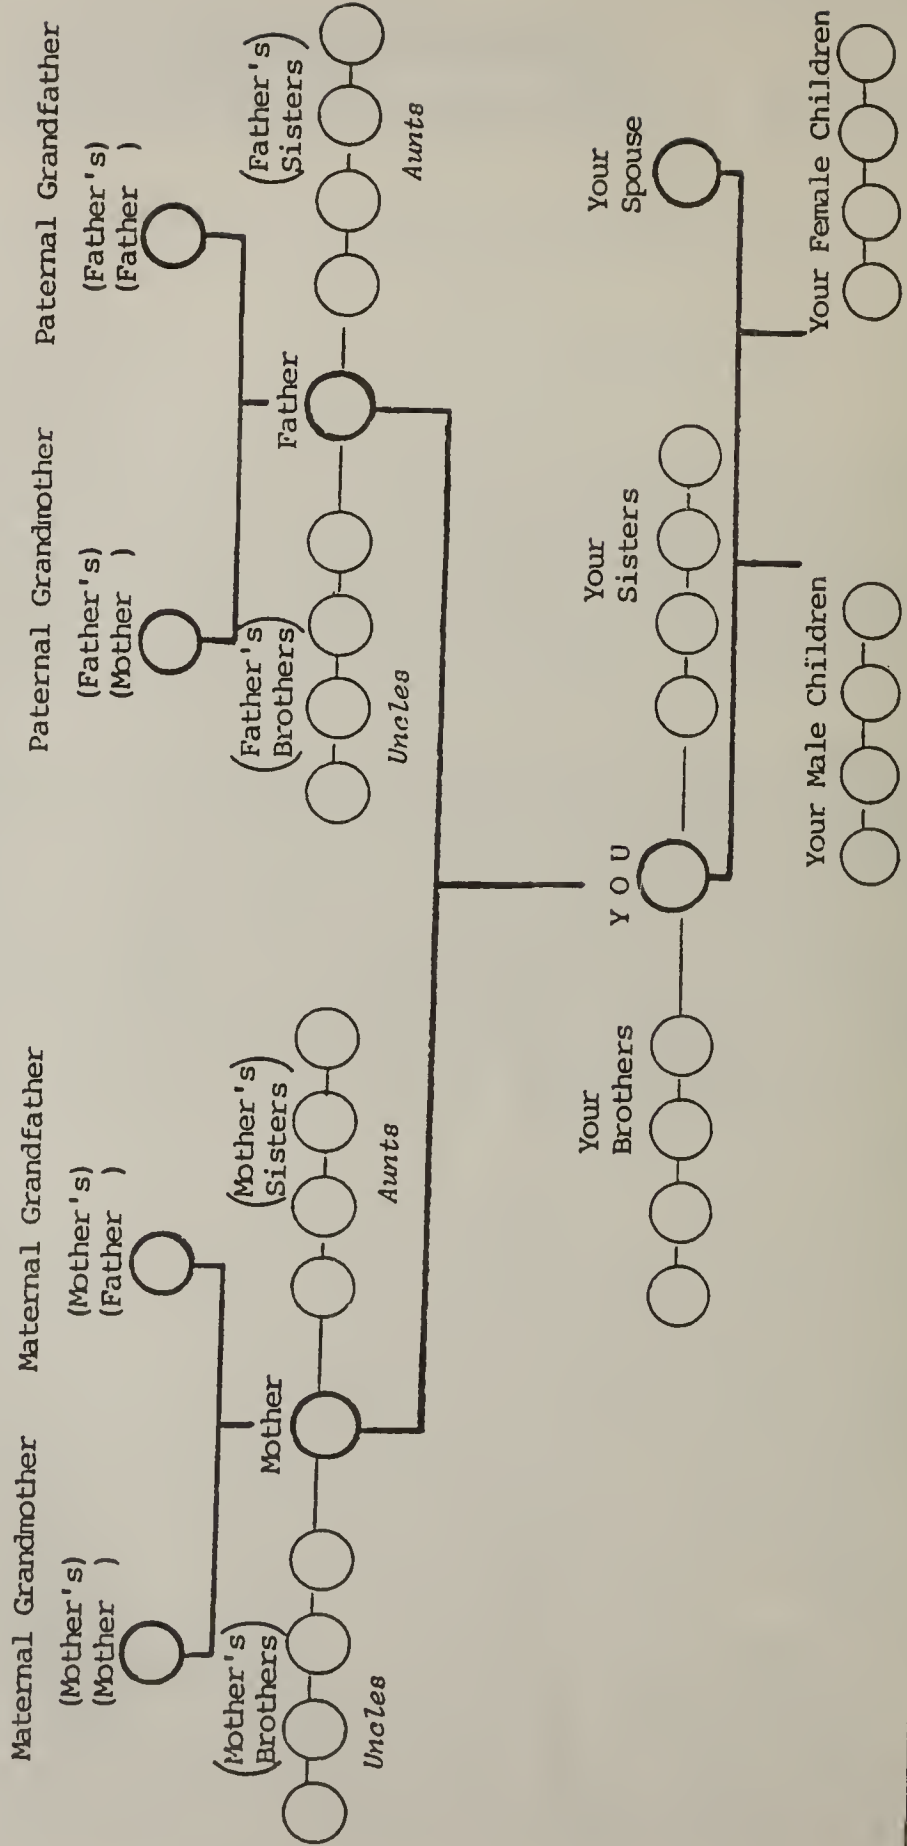 Maternal Grandmother
(Mother's)
(Mother )
Maternal Grandfather
(Mother's)
(Father )
Paternal Grandmother
(Father's)
(Mother )
Paternal Grandfather
(Father's)
(Father )
(Mother's)
(Brothers)
Uncles
Mother
(Mother's)
(Sisters)
Aunts
(Father's)
(Brothers)
Uncles
Father
(Father's)
(Sisters)
Aunts
Your
Brothers
Y O U
Your
Sisters
Your
Spouse
Your Male Children
Your Female Children